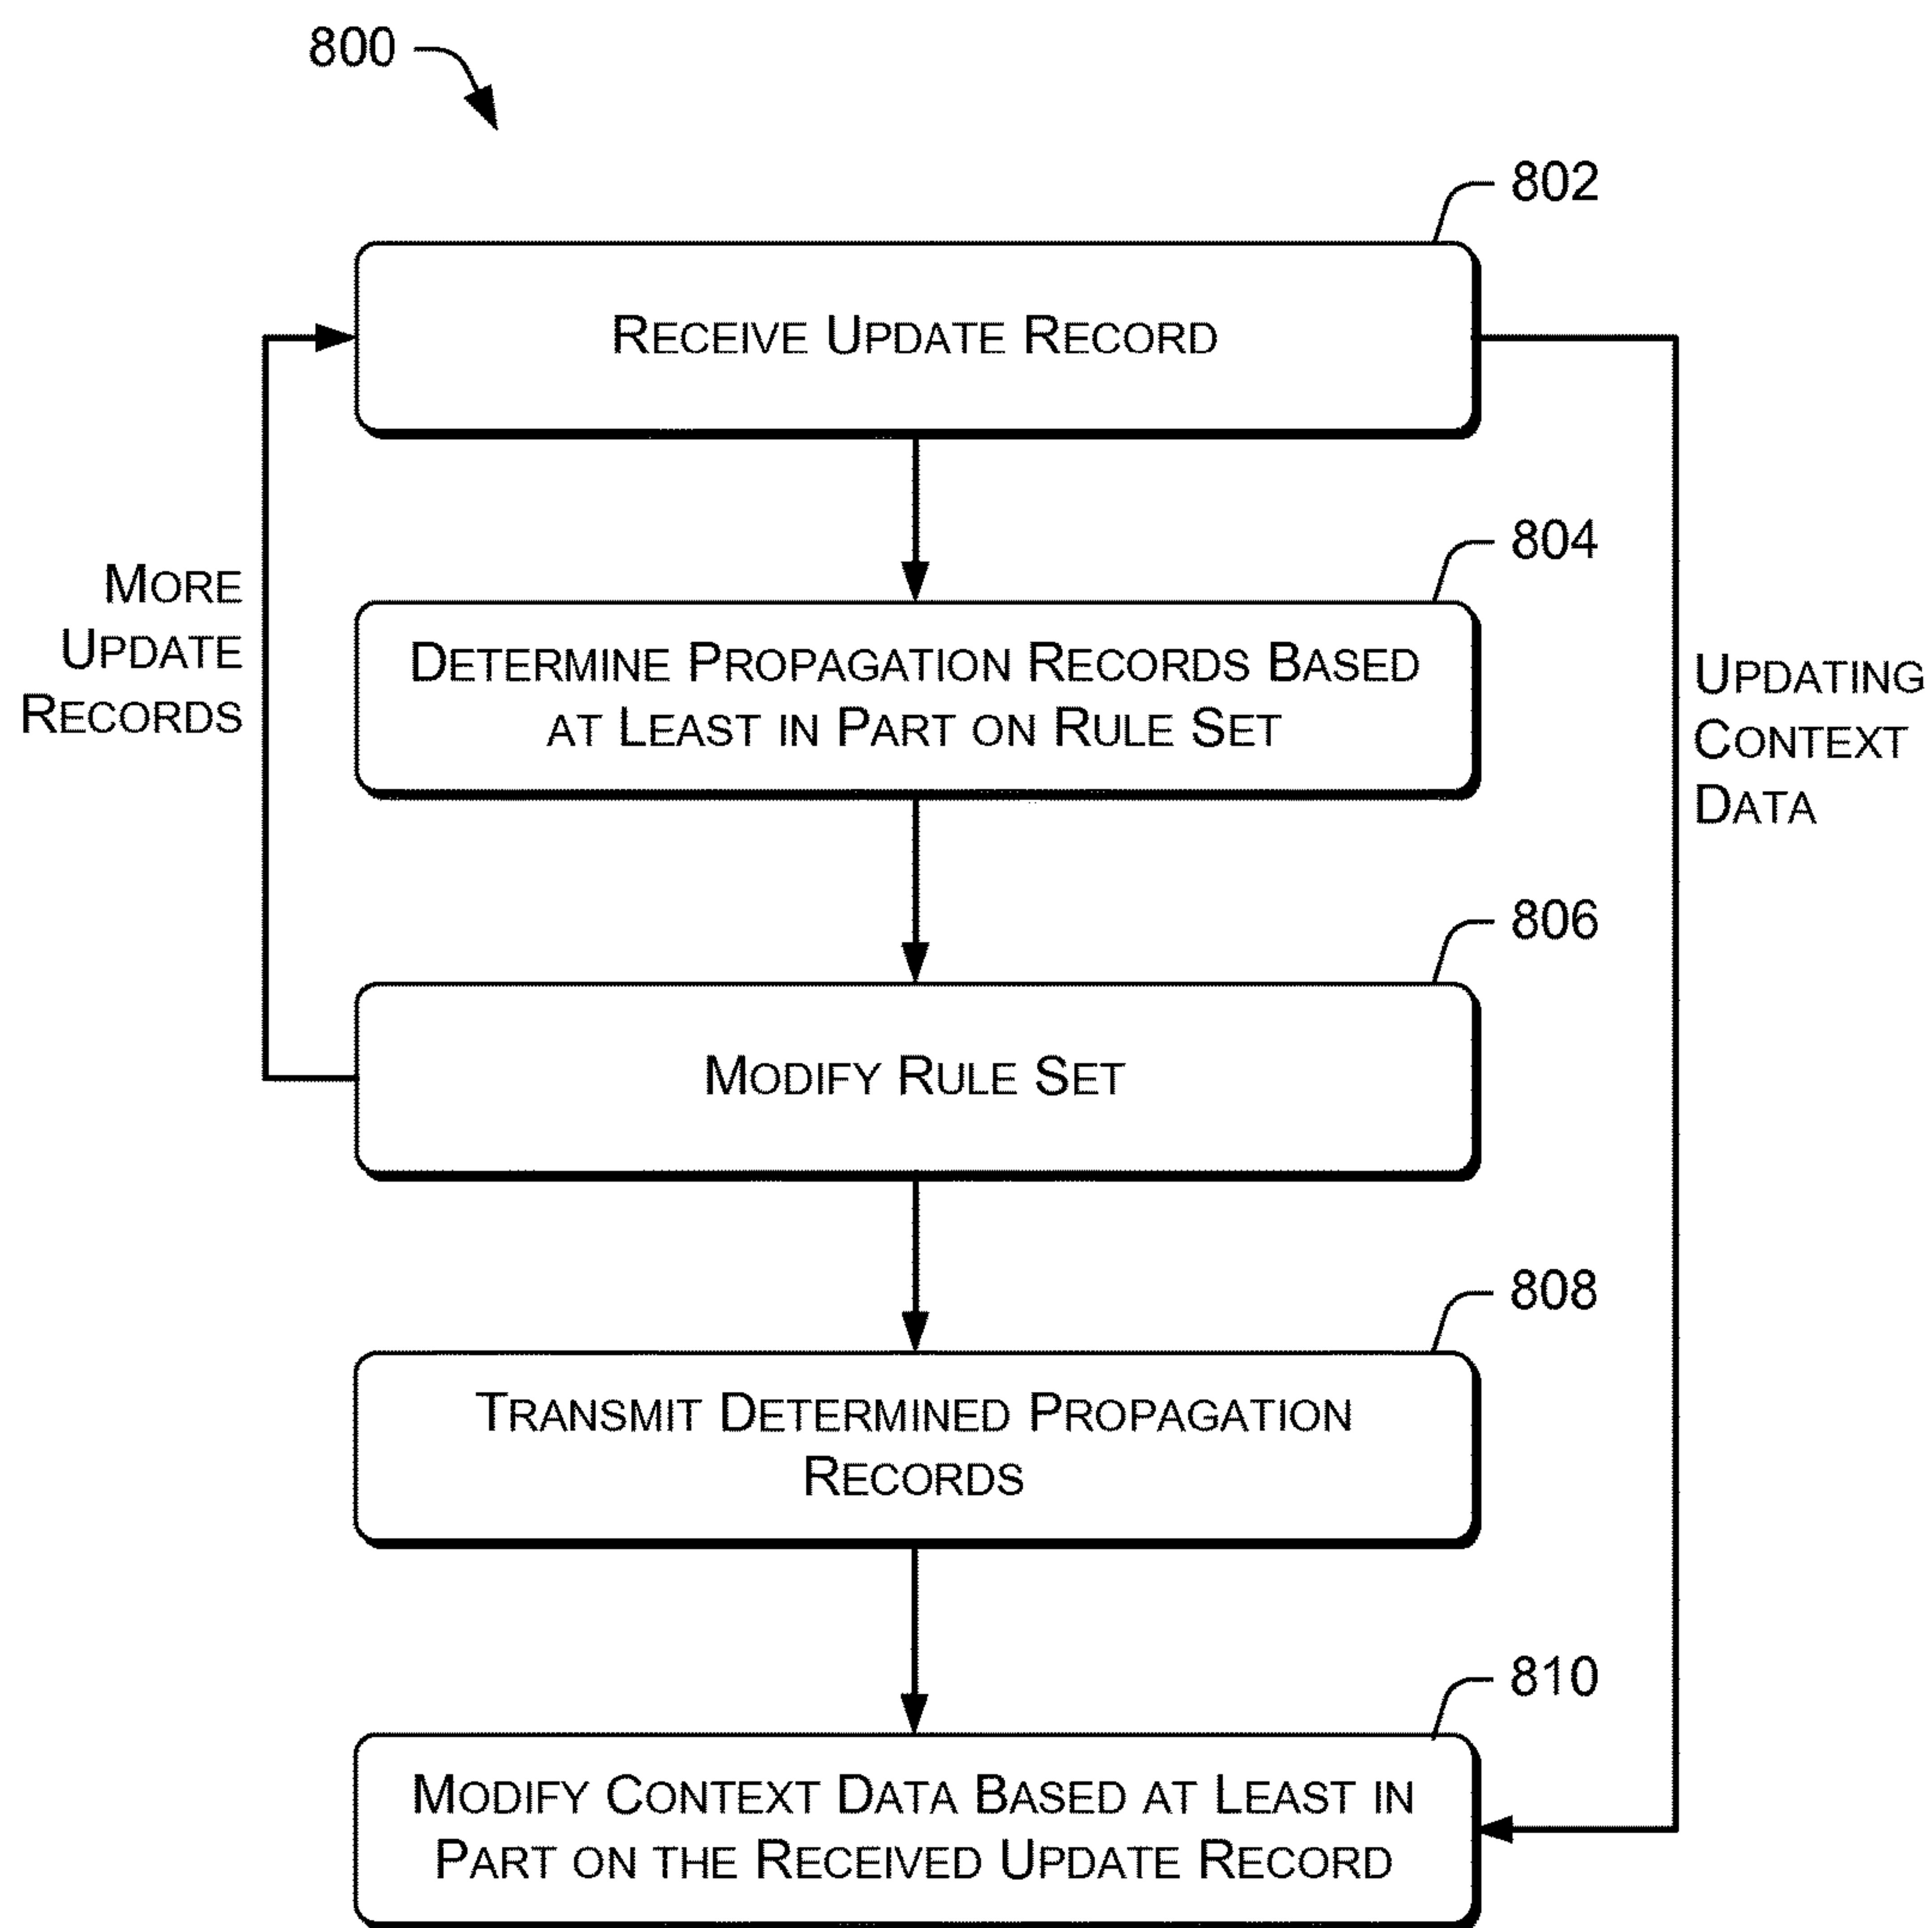 800
802
RECEIVE UPDATE RECORD
804
MORE
UPDATE
RECORDS
DETERMINE PROPAGATION RECORDS BASED
AT LEAST IN PART ON RULE SET
UPDATING
CONTEXT
DATA
806
MODIFY RULE SET
808
TRANSMIT DETERMINED PROPAGATION
RECORDS
810
MODIFY CONTEXT DATA BASED AT LEAST IN
PART ON THE RECEIVED UPDATE RECORD